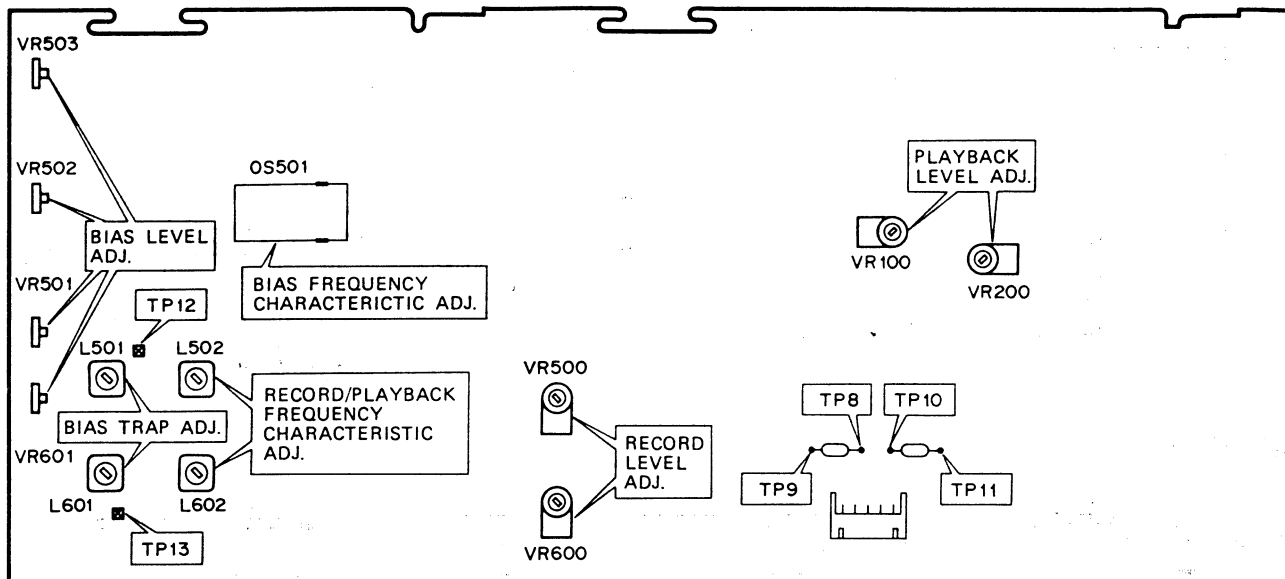 VR503
VR502
OS501
PLAYBACK
LEVEL ADJ.
BIAS LEVEL
ADJ.
VR100
BIAS FREQUENCY
CHARACTERICTIC ADJ.
VR200
VR501
TP12
L501
L502
VR500
RECORD/PLAYBACK
FREQUENCY
CHARACTERISTIC
ADJ.
TP8
TP10
BIAS TRAP ADJ.
RECORD
LEVEL
ADJ.
VR601
TP9
TP11
L601
L602
TP13
VR600